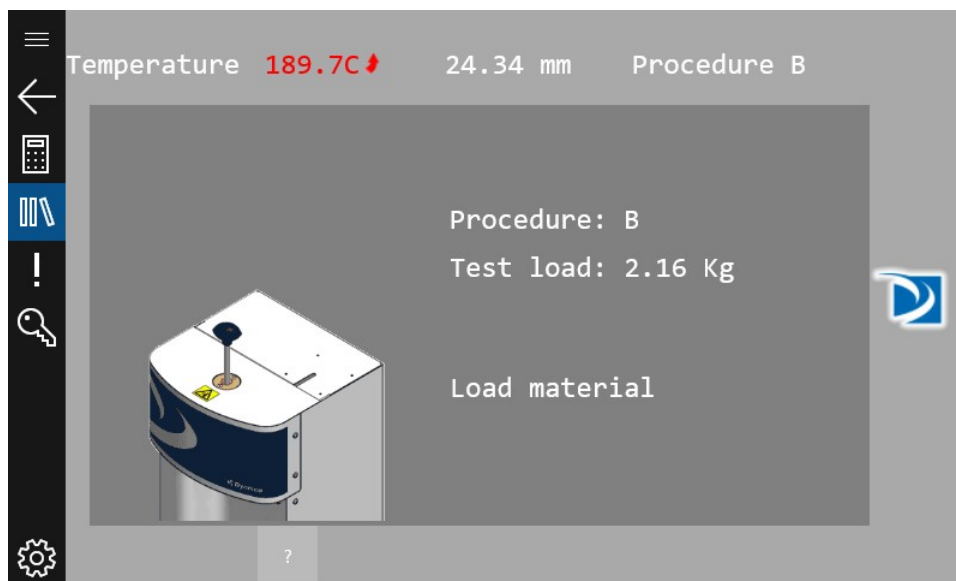 Temperature 189.7C 24.34 mm Procedure B
Procedure: B
Test load: 2.16 Kg
Load material
?